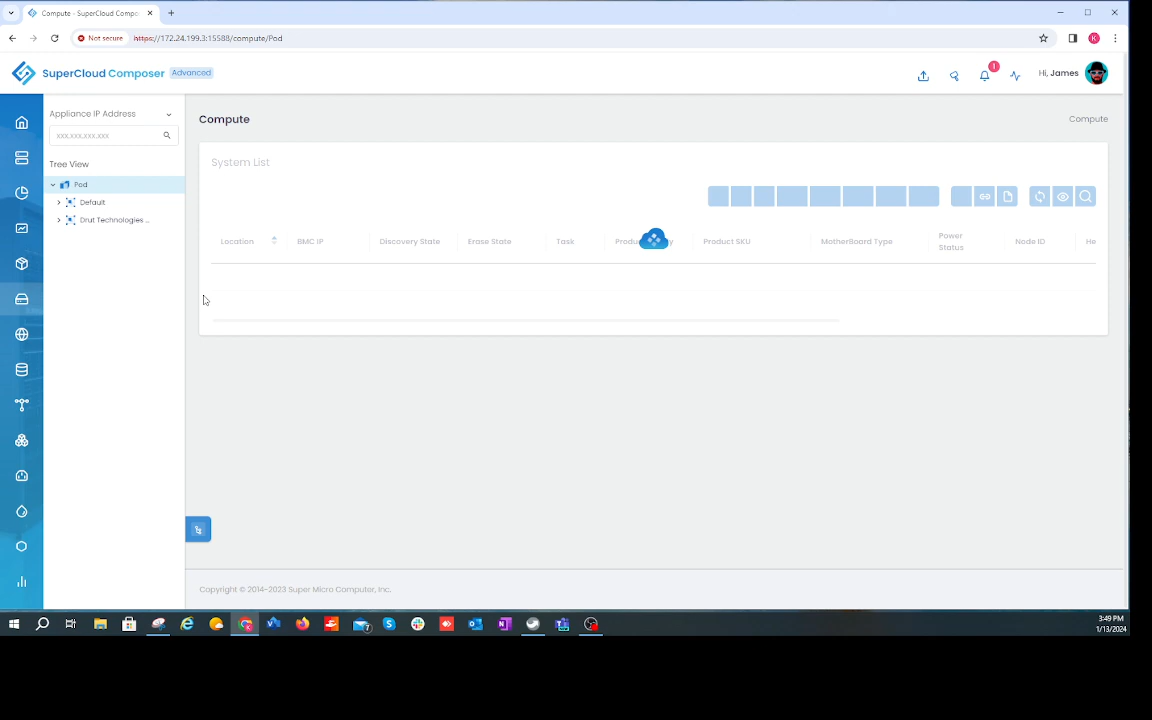 Compute - SuperCloud Compo
Not secure https://172.24.199.3:15588/compute/Pod
K
SuperCloud Composer Advanced
1
Hi, James
Appliance IP Address
xxx.xxx.xxx.xxx
Tree View
Pod
Default
Drut Technologies ...
Compute
Compute
System List
Location BMC IP Discovery State Erase State Task Product SKU MotherBoard Type Power Status Node ID He
Copyright © 2014-2023 Super Micro Computer, Inc.
7
3:49 PM
1/13/2024